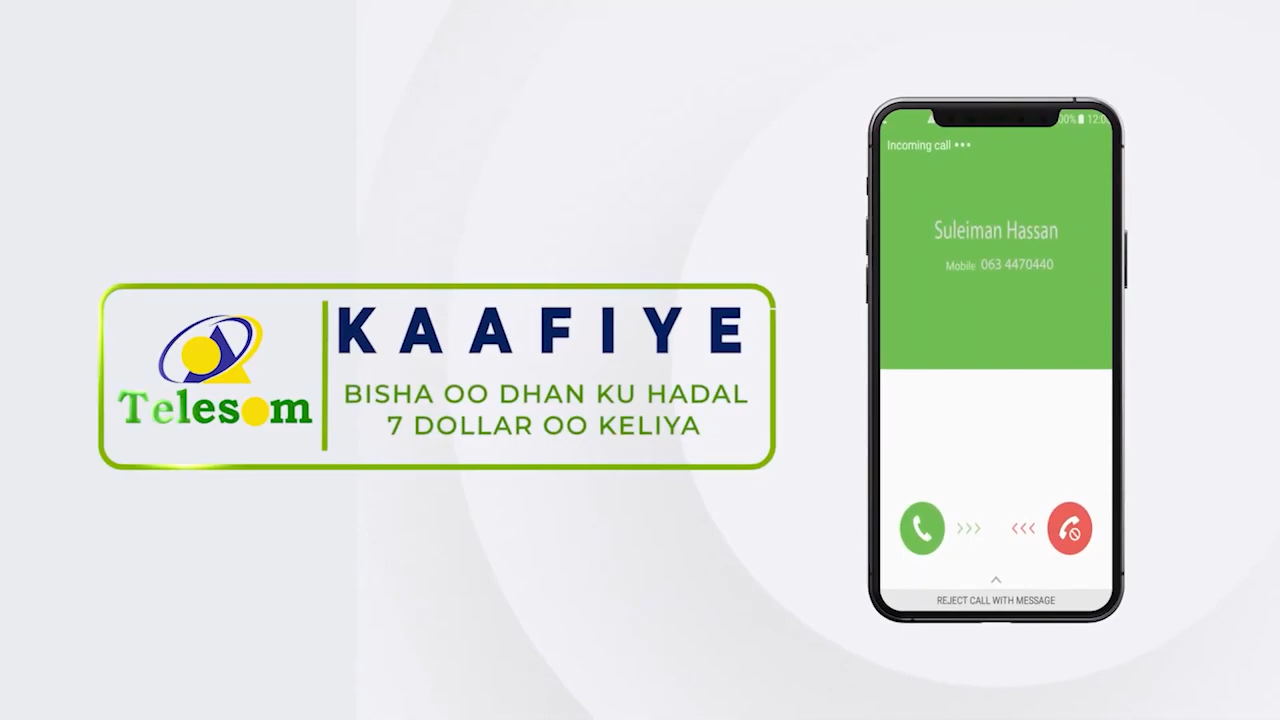 Telesom
KAAFIYE
BISHA OO DHAN KU HADAL
7 DOLLAR OO KELIYA
Incoming call •••
Suleiman Hassan
Mobile 063 4470440
REJECT CALL WITH MESSAGE